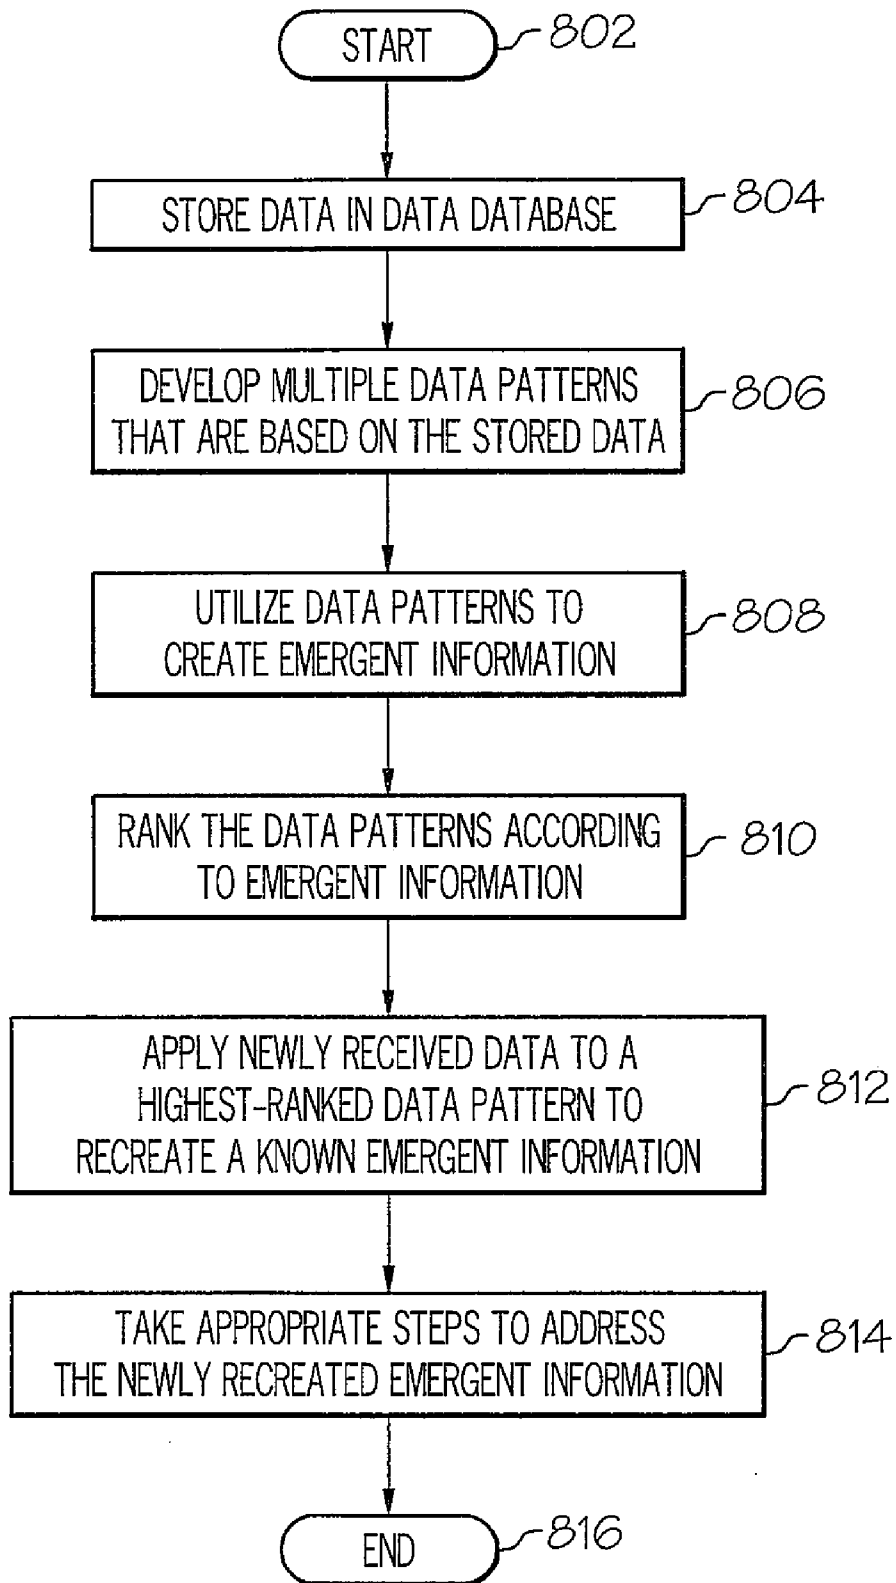 START
802
STORE DATA IN DATA DATABASE
804
DEVELOP MULTIPLE DATA PATTERNS
THAT ARE BASED ON THE STORED DATA
806
UTILIZE DATA PATTERNS TO
CREATE EMERGENT INFORMATION
808
RANK THE DATA PATTERNS ACCORDING
TO EMERGENT INFORMATION
810
APPLY NEWLY RECEIVED DATA TO A
HIGHEST-RANKED DATA PATTERN TO
RECREATE A KNOWN EMERGENT INFORMATION
812
TAKE APPROPRIATE STEPS TO ADDRESS
THE NEWLY RECREATED EMERGENT INFORMATION
814
END
816